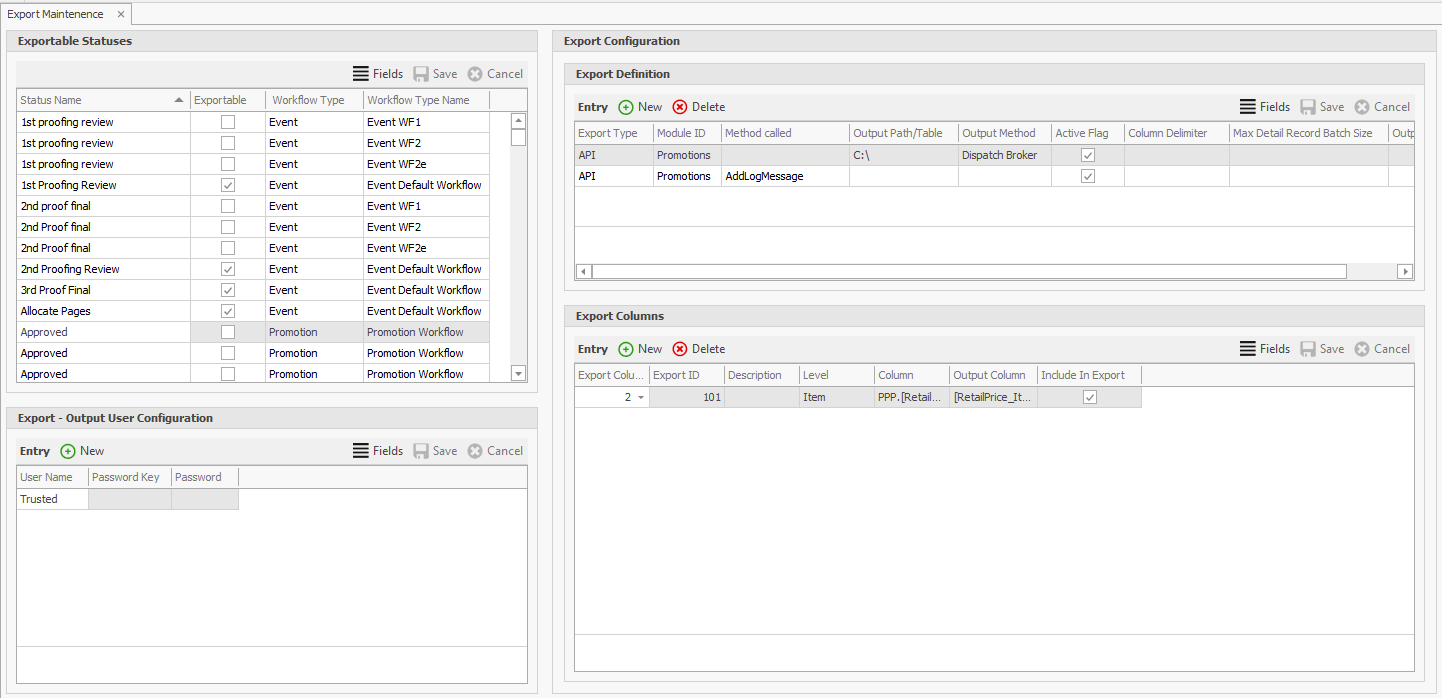 Export Maintenence ×
Exportable Statuses
Fields Save Cancel
Status Name Exportable Workflow Type Workflow Type Name
1st proofing review Event Event WF1
1st proofing review Event Event WF2
1st proofing review Event Event WF2e
1st Proofing Review Event Event Default Workflow
2nd proof final Event Event WF1
2nd Proof final Event Event WF2
2nd Proof final Event Event WF2e
2nd Proofing Review Event Event Default Workflow
3rd Proof Final Event Event Default Workflow
Allocate Pages Event Event Default Workflow
Approved Promotion Promotion Workflow
Approved Promotion Promotion Workflow
Approved Promotion Promotion Workflow
Export - Output User Configuration
Entry New Fields Save Cancel
User Name Password Key Password
Trusted
Export Configuration
Export Definition
Entry New Delete Fields Save Cancel
Export Type Module ID Method called Output Path/Table Output Method Active Flag Column Delimiter Max Detail Record Batch Size Outp
API Promotions C:\ Dispatch Broker
API Promotions AddLogMessage
Export Columns
Entry New Delete Fields Save Cancel
Export Colu... Export ID Description Level Column Output Column Include In Export
2 101 Item PPP.[Retail... [RetailPrice_It...